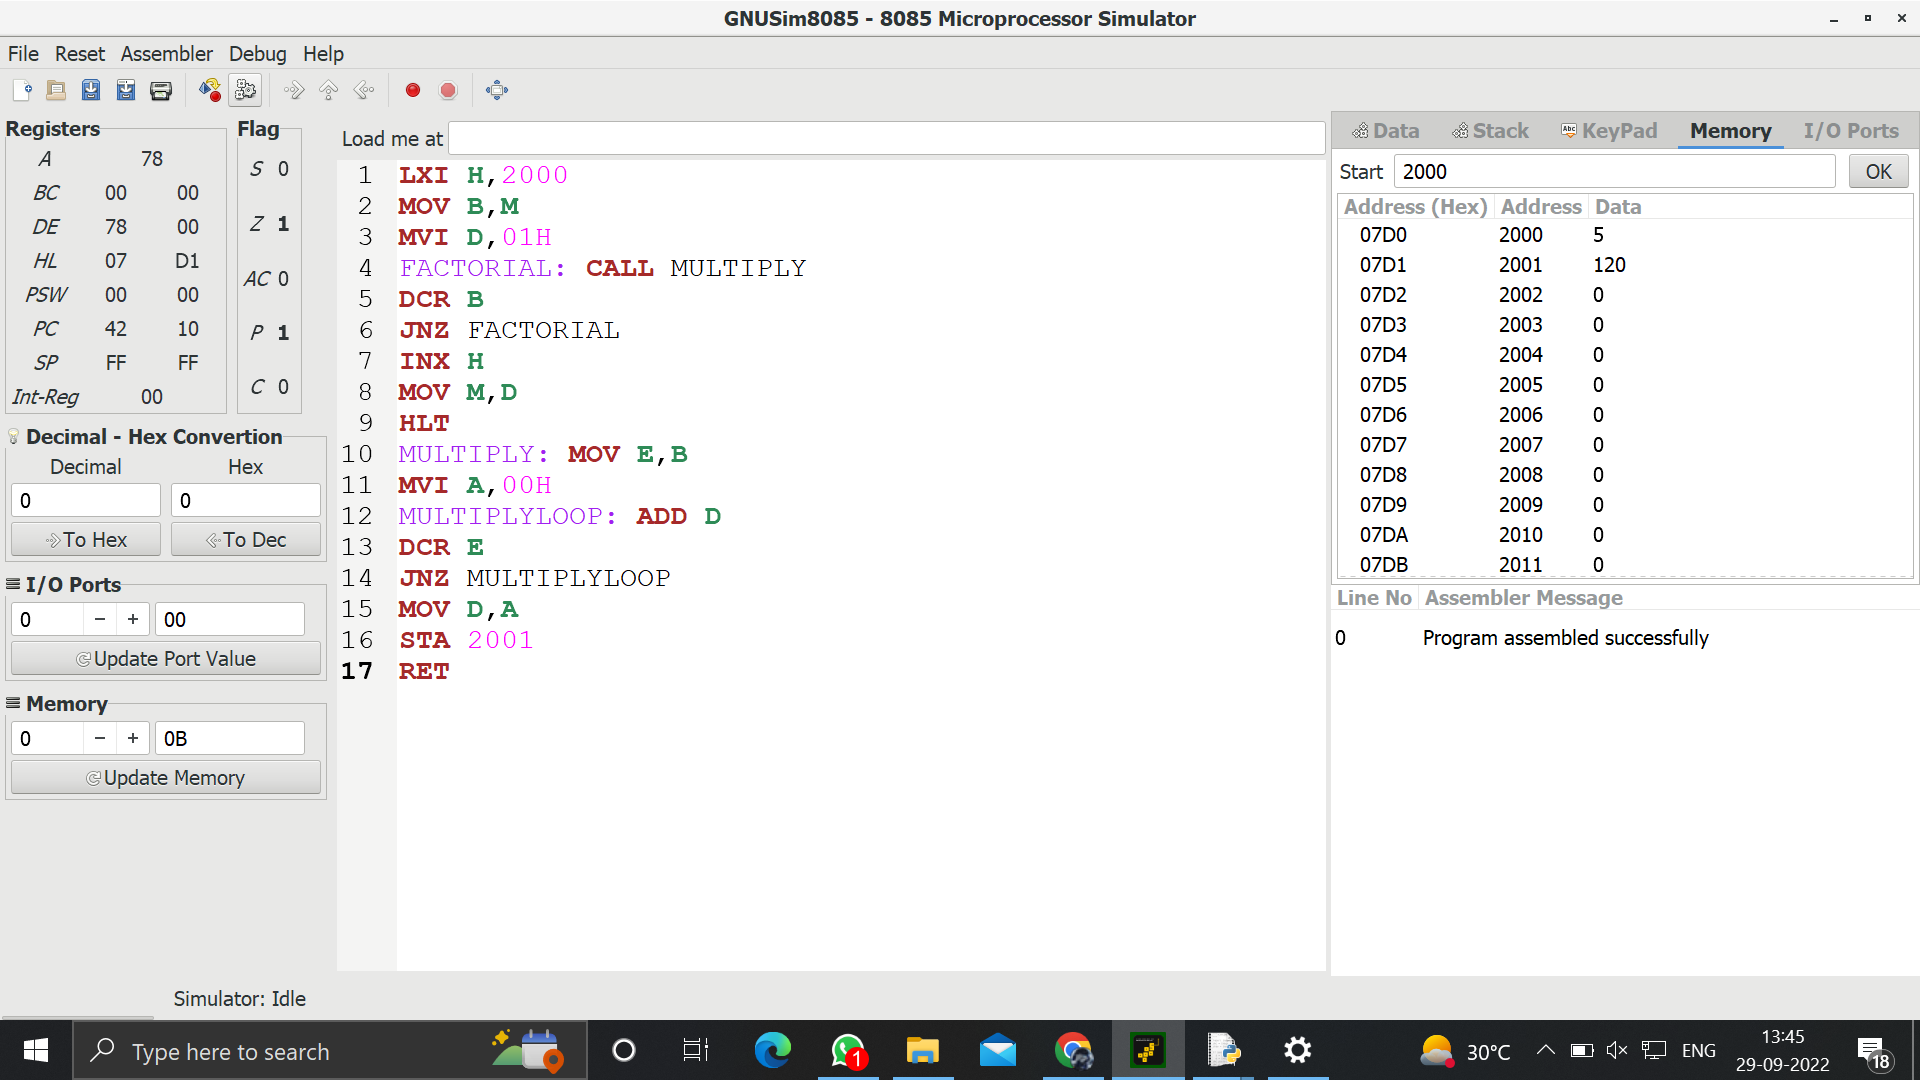 GNUSim8085 - 8085 Microprocessor Simulator
File Reset Assembler Debug Help
Registers
A 78
BC 00 00
DE 78 00
HL 07 D1
PSW 00 00
PC 42 10
SP FF FF
Int-Reg 00
Flag
S 0
Z 1
AC 0
P 1
C 0
Decimal - Hex Convertion
Decimal Hex
0 0
To Hex To Dec
I/O Ports
0 − + 00
Update Port Value
Memory
0 − + 0B
Update Memory
Load me at
1 LXI H,2000
2 MOV B,M
3 MVI D,01H
4 FACTORIAL: CALL MULTIPLY
5 DCR B
6 JNZ FACTORIAL
7 INX H
8 MOV M,D
9 HLT
10 MULTIPLY: MOV E,B
11 MVI A,00H
12 MULTIPLYLOOP: ADD D
13 DCR E
14 JNZ MULTIPLYLOOP
15 MOV D,A
16 STA 2001
17 RET
Data Stack Abc KeyPad Memory I/O Ports
Start 2000 OK
Address (Hex) Address Data
07D0 2000 5
07D1 2001 120
07D2 2002 0
07D3 2003 0
07D4 2004 0
07D5 2005 0
07D6 2006 0
07D7 2007 0
07D8 2008 0
07D9 2009 0
07DA 2010 0
07DB 2011 0
Line No Assembler Message
0 Program assembled successfully
Simulator: Idle
Type here to search
1
30°C
ENG
13:45
29-09-2022
18